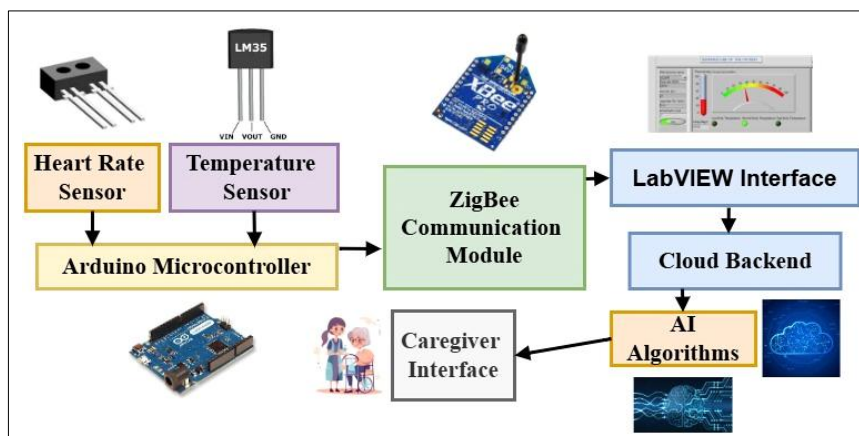 LM35
VIN VOUT GND
XBee
PRO
Heart Rate
Sensor
Temperature
Sensor
ZigBee
Communication
Module
LabVIEW Interface
Arduino Microcontroller
Cloud Backend
AI
Algorithms
Caregiver
Interface